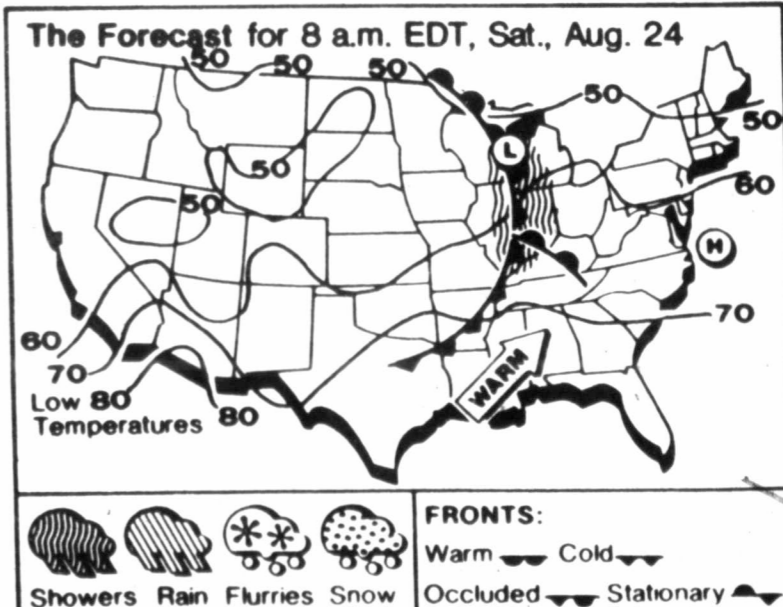 The Forecast for 8 a.m. EDT, Sat., Aug. 24
50 50 50
50 50
50
50
60
L
H
70
60
70
WARM
Low 80 80
Temperatures
FRONTS:
Warm Cold
Showers Rain Flurries Snow
Occluded Stationary